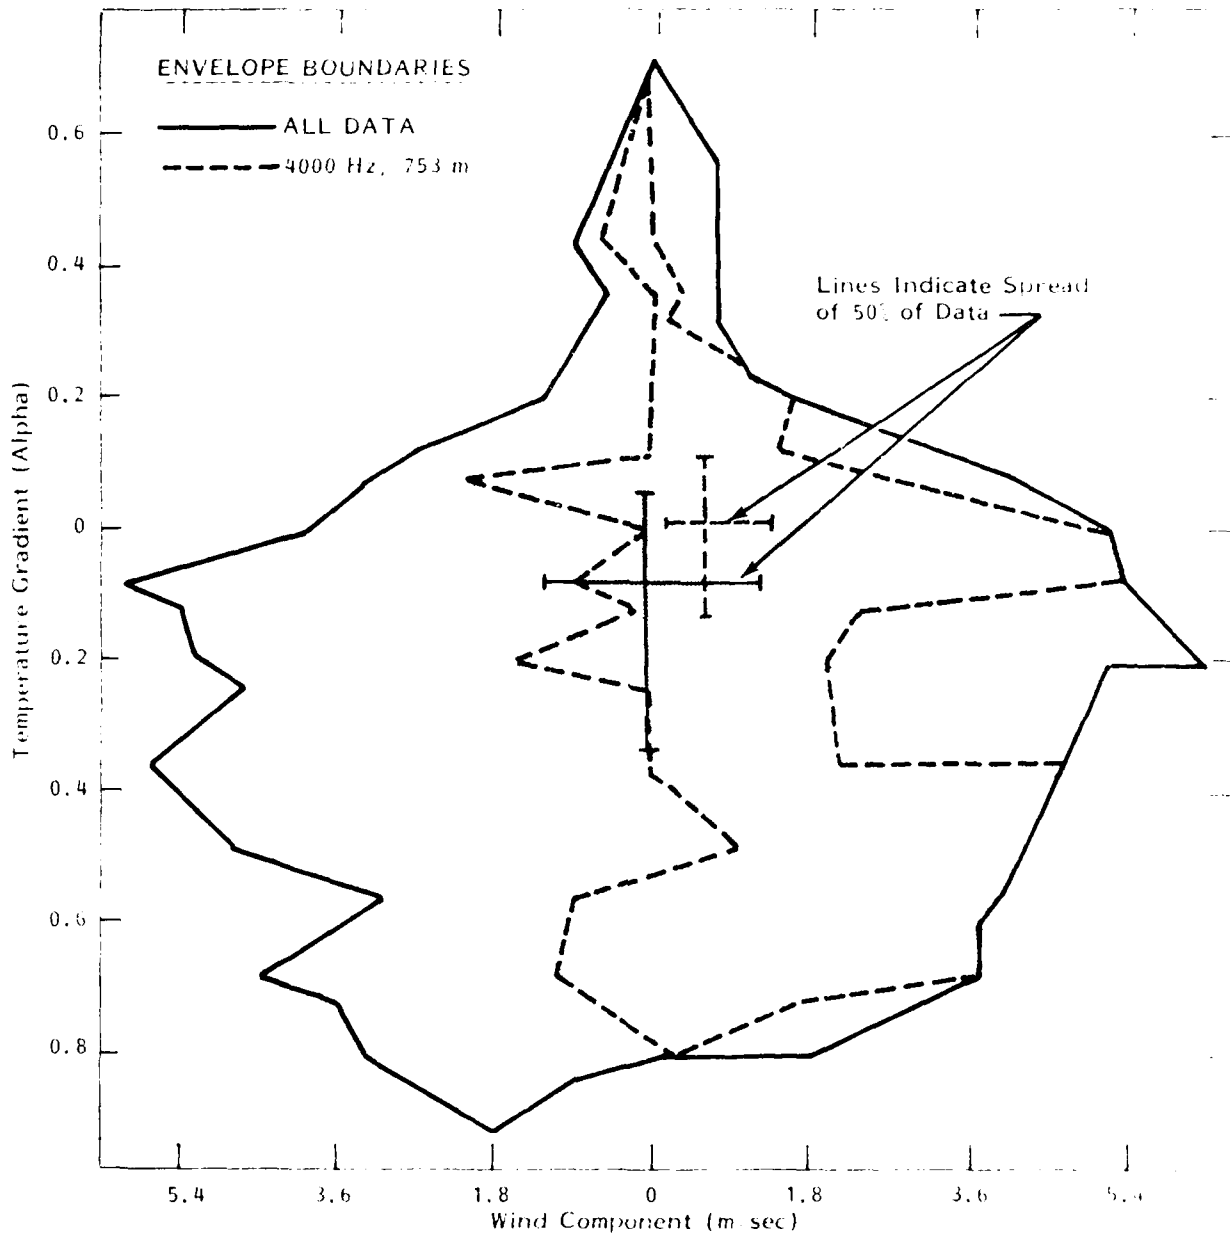 ENVELOPE BOUNDARIES
ALL DATA
4000 Hz, 753 m
Lines Indicate Spread
of 50% of Data
Temperature Gradient (Alpha)
0.6
0.4
0.2
0
0.2
0.4
0.6
0.8
5.4
3.6
1.8
0
1.8
3.6
5.4
Wind Component (m sec)